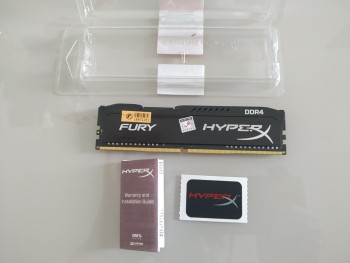 DDR4
FURY HYPERX
HYPERX
Warranty and
Installation Guide
HYPERX